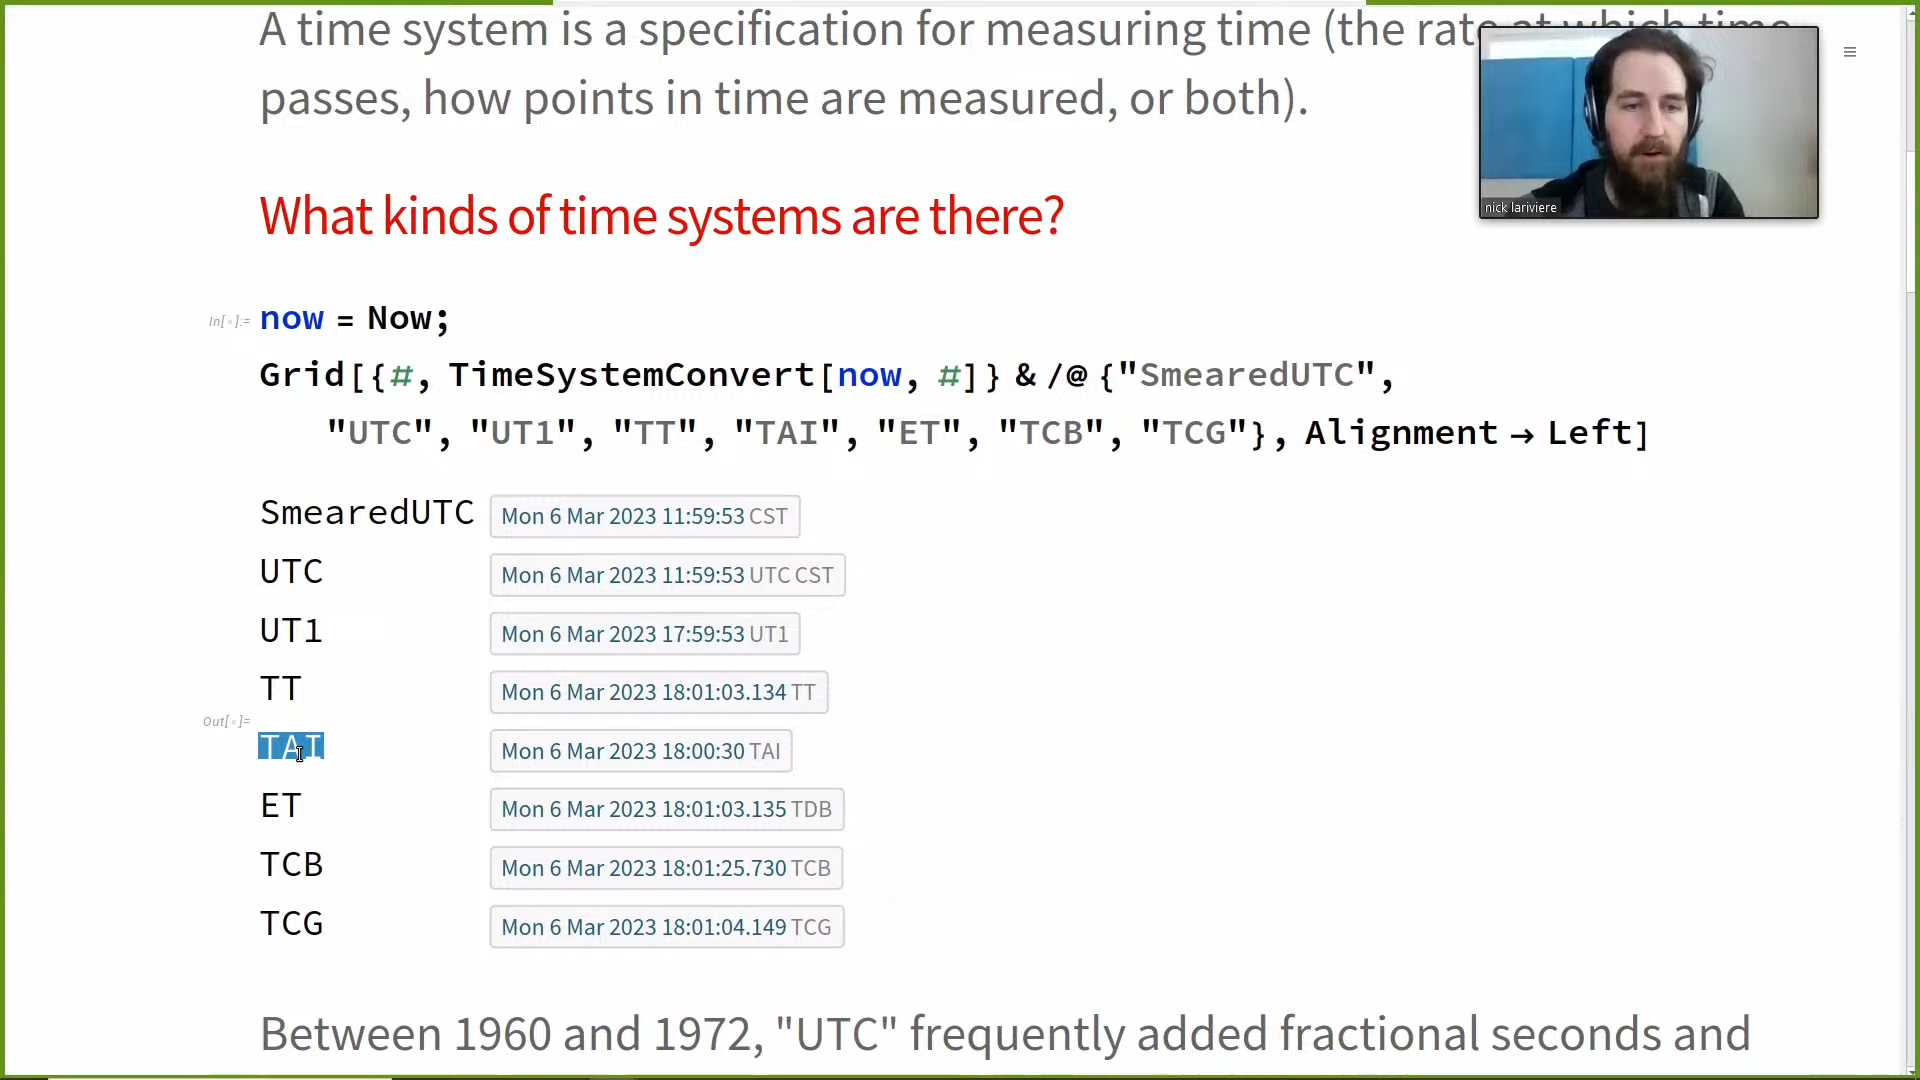 A time system is a specification for measuring time (the rate at which time
passes, how points in time are measured, or both).
nick lariviere
What kinds of time systems are there?
In[◦]:= now = Now;
Grid[{#, TimeSystemConvert[now, #]} & /@ {"SmearedUTC",
"UTC", "UT1", "TT", "TAI", "ET", "TCB", "TCG"}, Alignment → Left]
SmearedUTC Mon 6 Mar 2023 11:59:53 CST
UTC Mon 6 Mar 2023 11:59:53 UTC CST
UT1 Mon 6 Mar 2023 17:59:53 UT1
TT Mon 6 Mar 2023 18:01:03.134 TT
Out[◦]=
TAI Mon 6 Mar 2023 18:00:30 TAI
ET Mon 6 Mar 2023 18:01:03.135 TDB
TCB Mon 6 Mar 2023 18:01:25.730 TCB
TCG Mon 6 Mar 2023 18:01:04.149 TCG
Between 1960 and 1972, "UTC" frequently added fractional seconds and